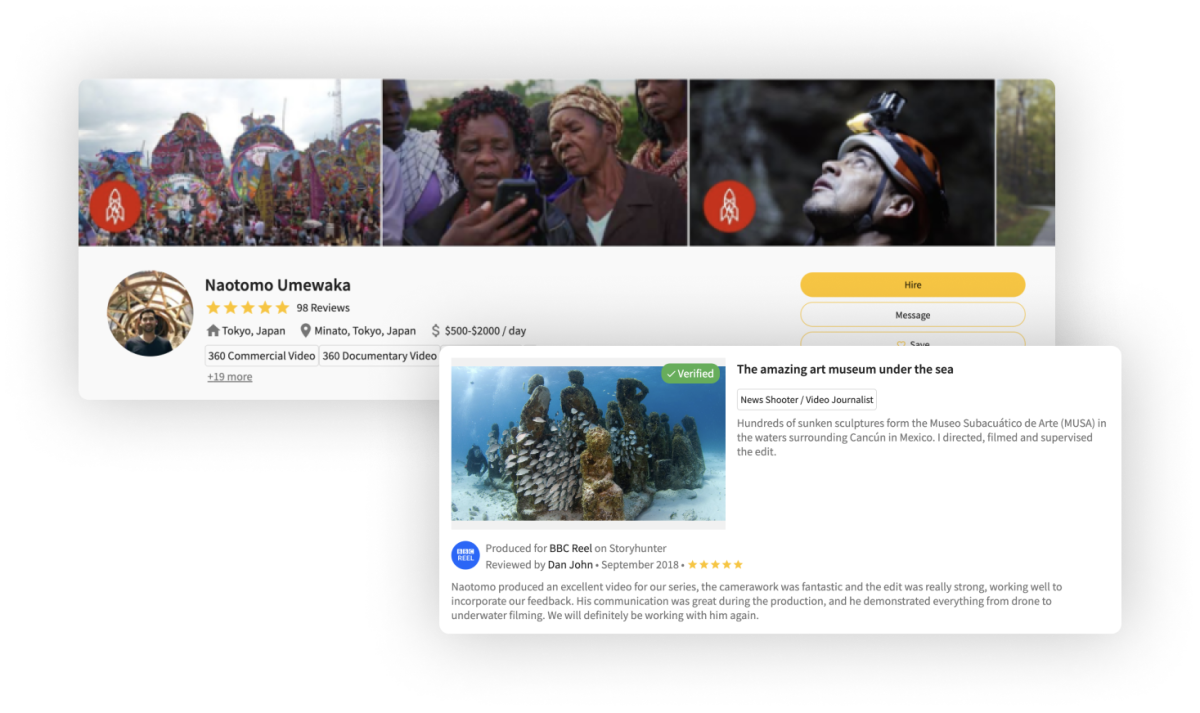 Naotomo Umewaka
98 Reviews
Tokyo, Japan Minato, Tokyo, Japan $ $500-$2000 / day
360 Commercial Video 360 Documentary Video
+19 more
Hire
Message
Save
Verified
The amazing art museum under the sea
News Shooter / Video Journalist
Hundreds of sunken sculptures form the Museo Subacuático de Arte (MUSA) in
the waters surrounding Cancún in Mexico. I directed, filmed and supervised
the edit.
BBC
REEL
Produced for BBC Reel on Storyhunter
Reviewed by Dan John • September 2018 •
Naotomo produced an excellent video for our series, the camerawork was fantastic and the edit was really strong, working well to
incorporate our feedback. His communication was great during the production, and he demonstrated everything from drone to
underwater filming. We will definitely be working with him again.